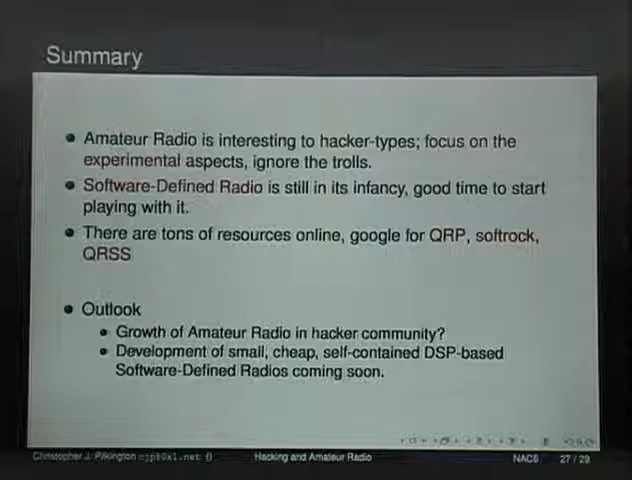 Summary
Amateur Radio is interesting to hacker-types; focus on the
experimental aspects, ignore the trolls.
Software-Defined Radio is still in its infancy, good time to start
playing with it.
There are tons of resources online, google for QRP, softrock,
QRSS
Outlook
Growth of Amateur Radio in hacker community?
Development of small, cheap, self-contained DSP-based
Software-Defined Radios coming soon.
Christopher J. Pilkington Hacking and Amateur Radio 27 / 29